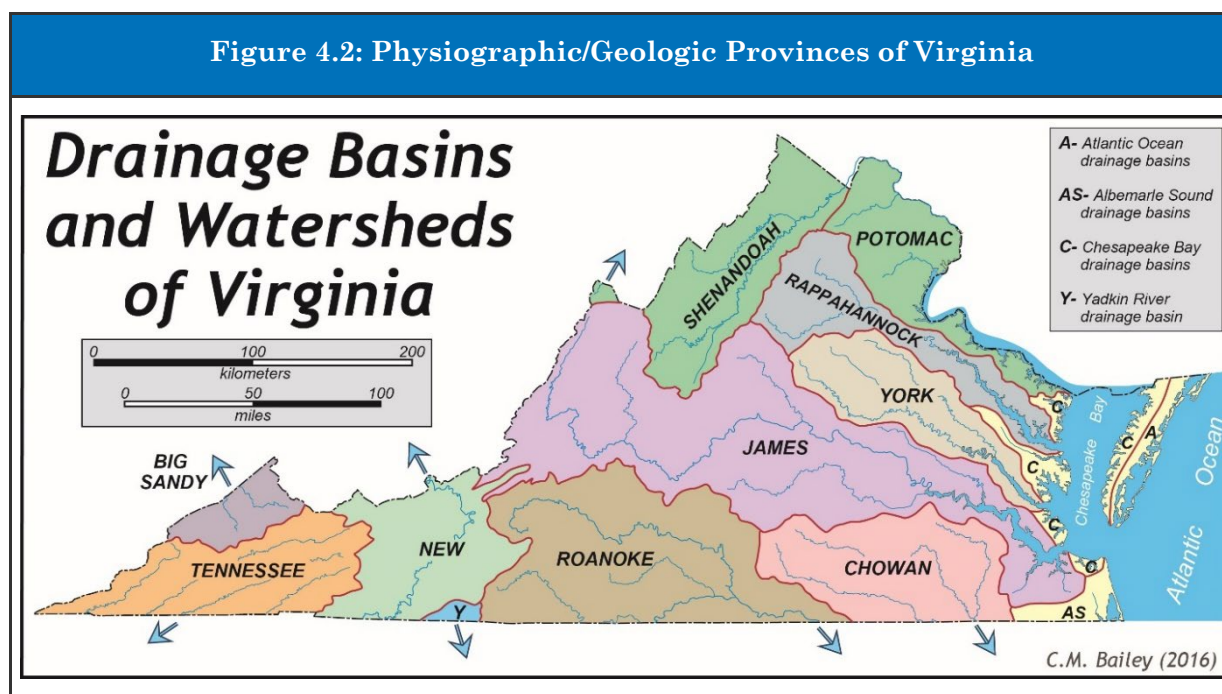 Figure 4.2: Physiographic/Geologic Provinces of Virginia
Drainage Basins
and Watersheds
of Virginia
0 100 200
kilometers
0 50 100
miles
A- Atlantic Ocean
drainage basins
AS- Albemarle Sound
drainage basins
C- Chesapeake Bay
drainage basins
Y- Yadkin River
drainage basin
SHENANDOAH
POTOMAC
RAPPAHANNOCK
YORK
JAMES
C
C
C
C
C
A
Chesapeake Bay
Atlantic Ocean
BIG
SANDY
TENNESSEE
NEW
Y
ROANOKE
CHOWAN
AS
C.M. Bailey (2016)